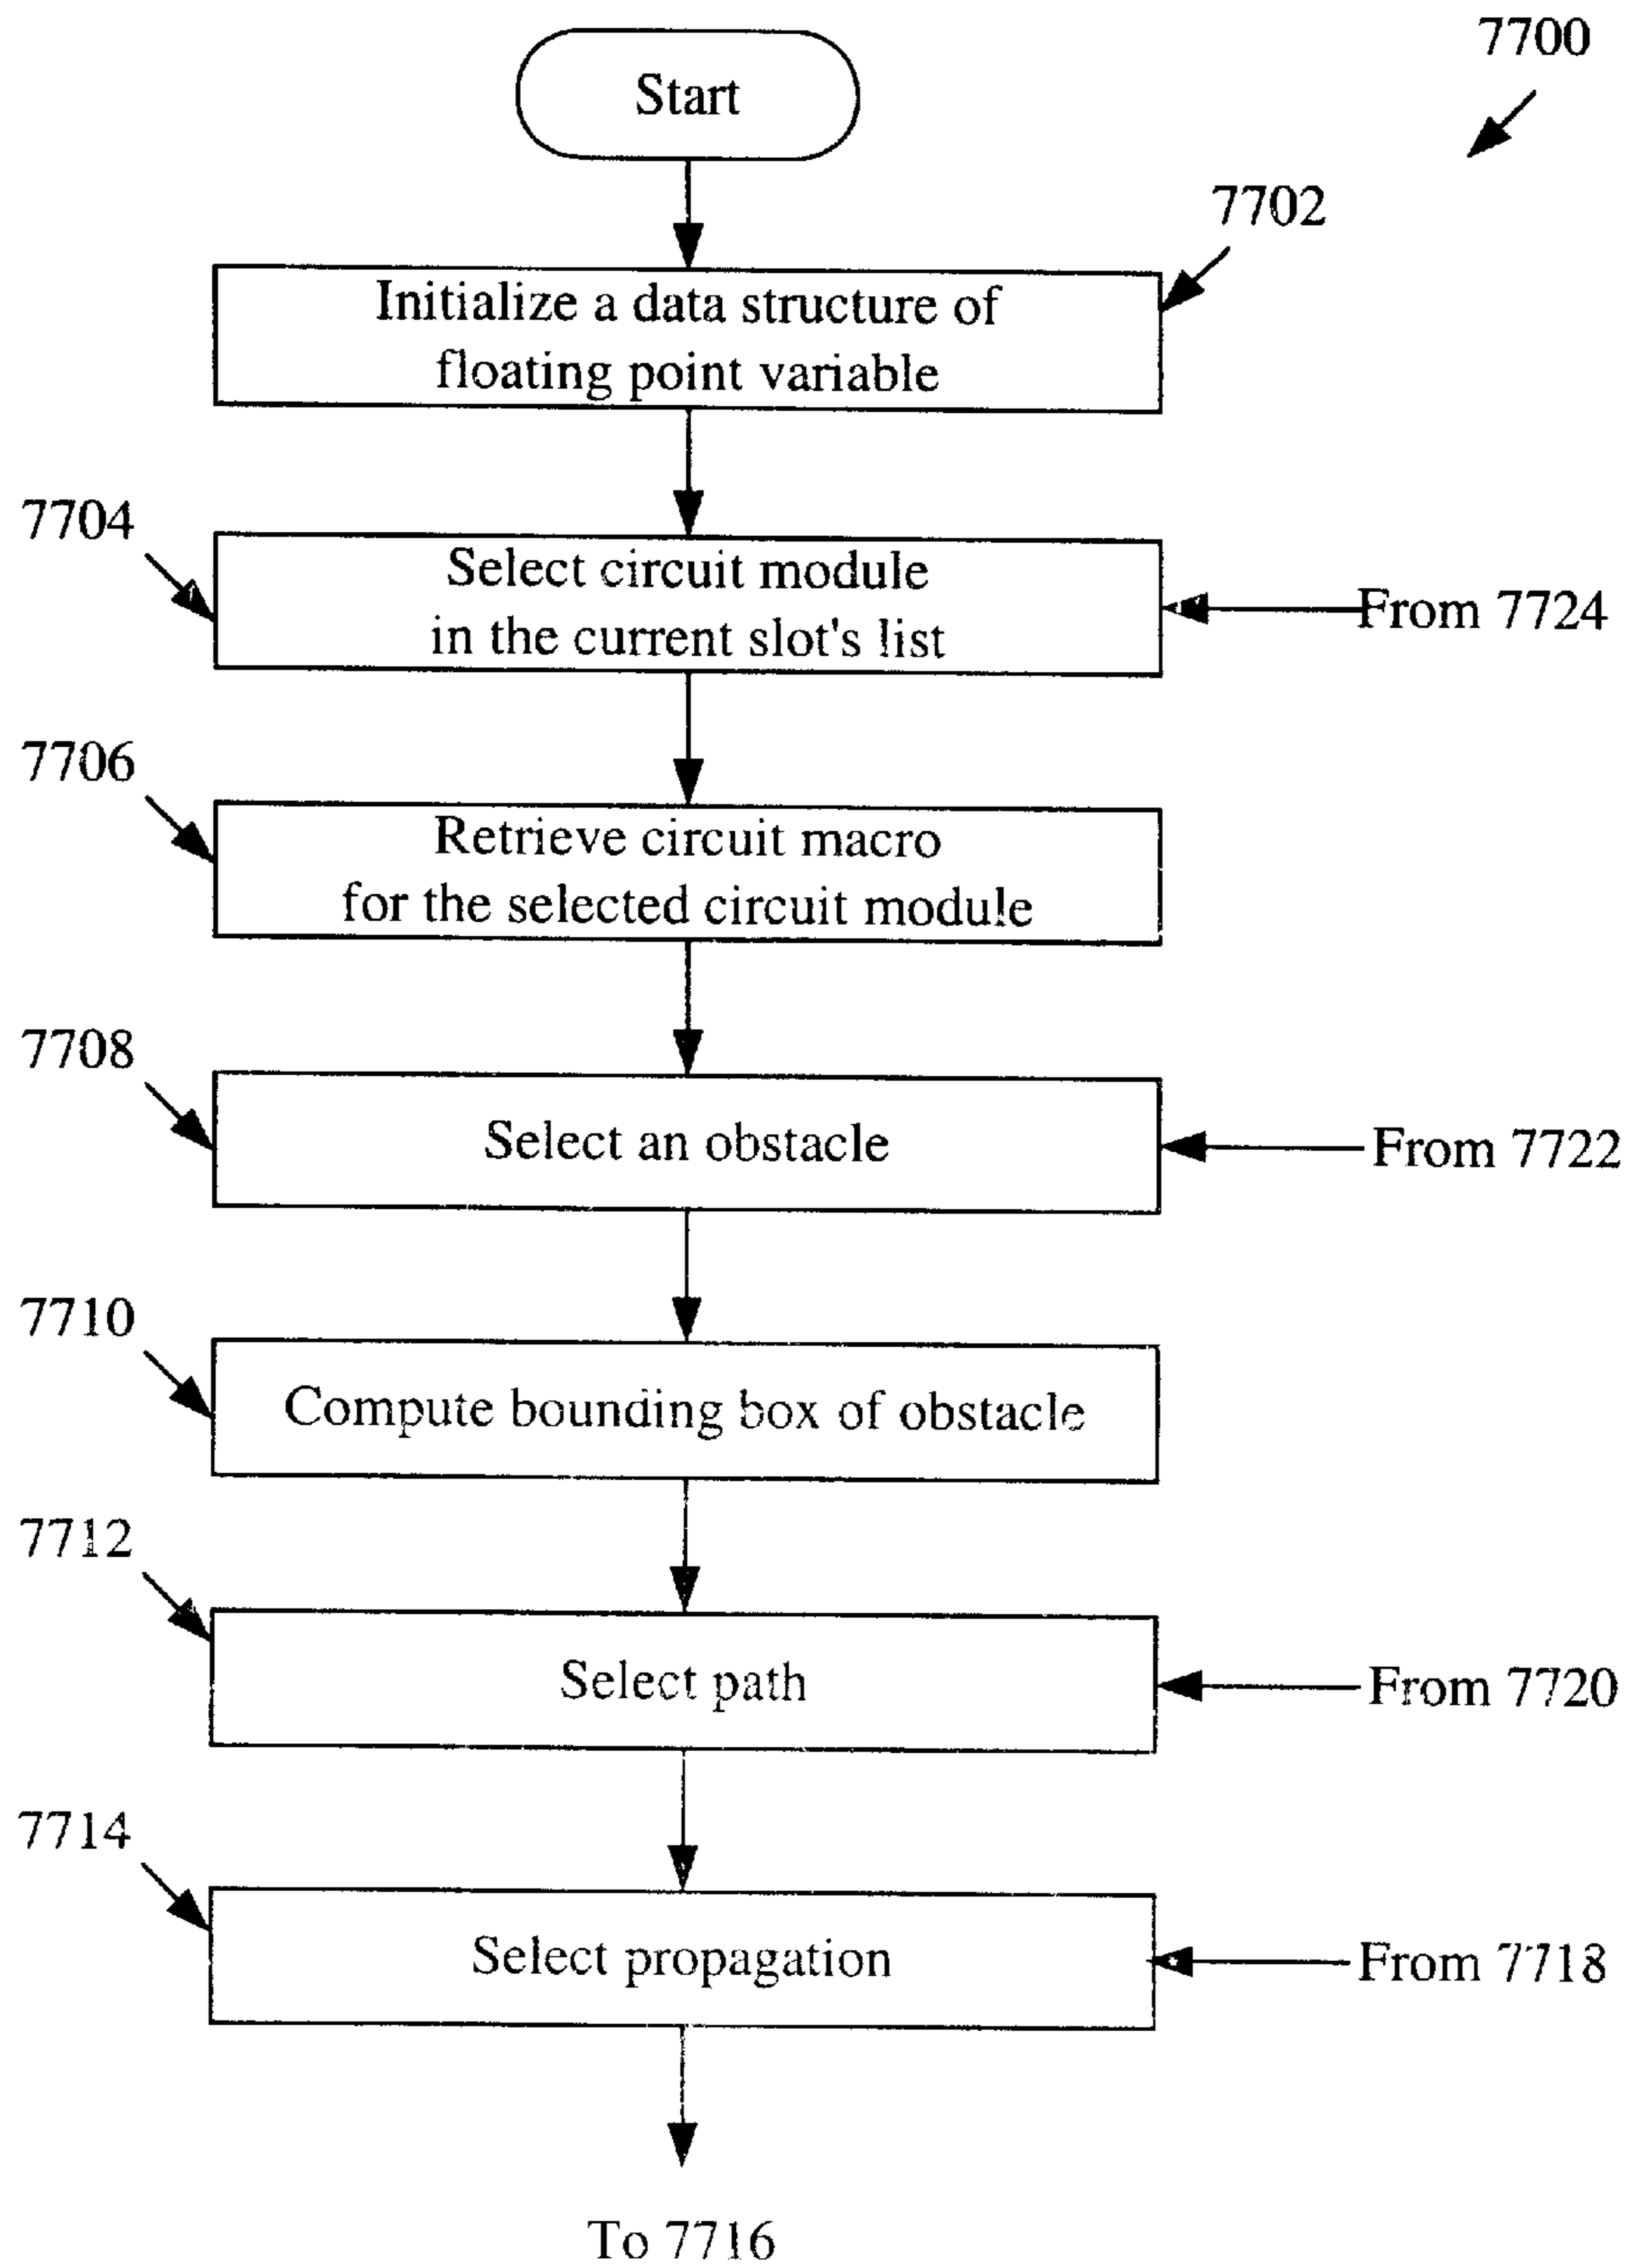 7700
Start
7702
Initialize a data structure of
floating point variable
7704
Select circuit module
in the current slot's list
From 7724
7706
Retrieve circuit macro
for the selected circuit module
7708
Select an obstacle
From 7722
7710
Compute bounding box of obstacle
7712
Select path
From 7720
7714
Select propagation
From 7718
To 7716